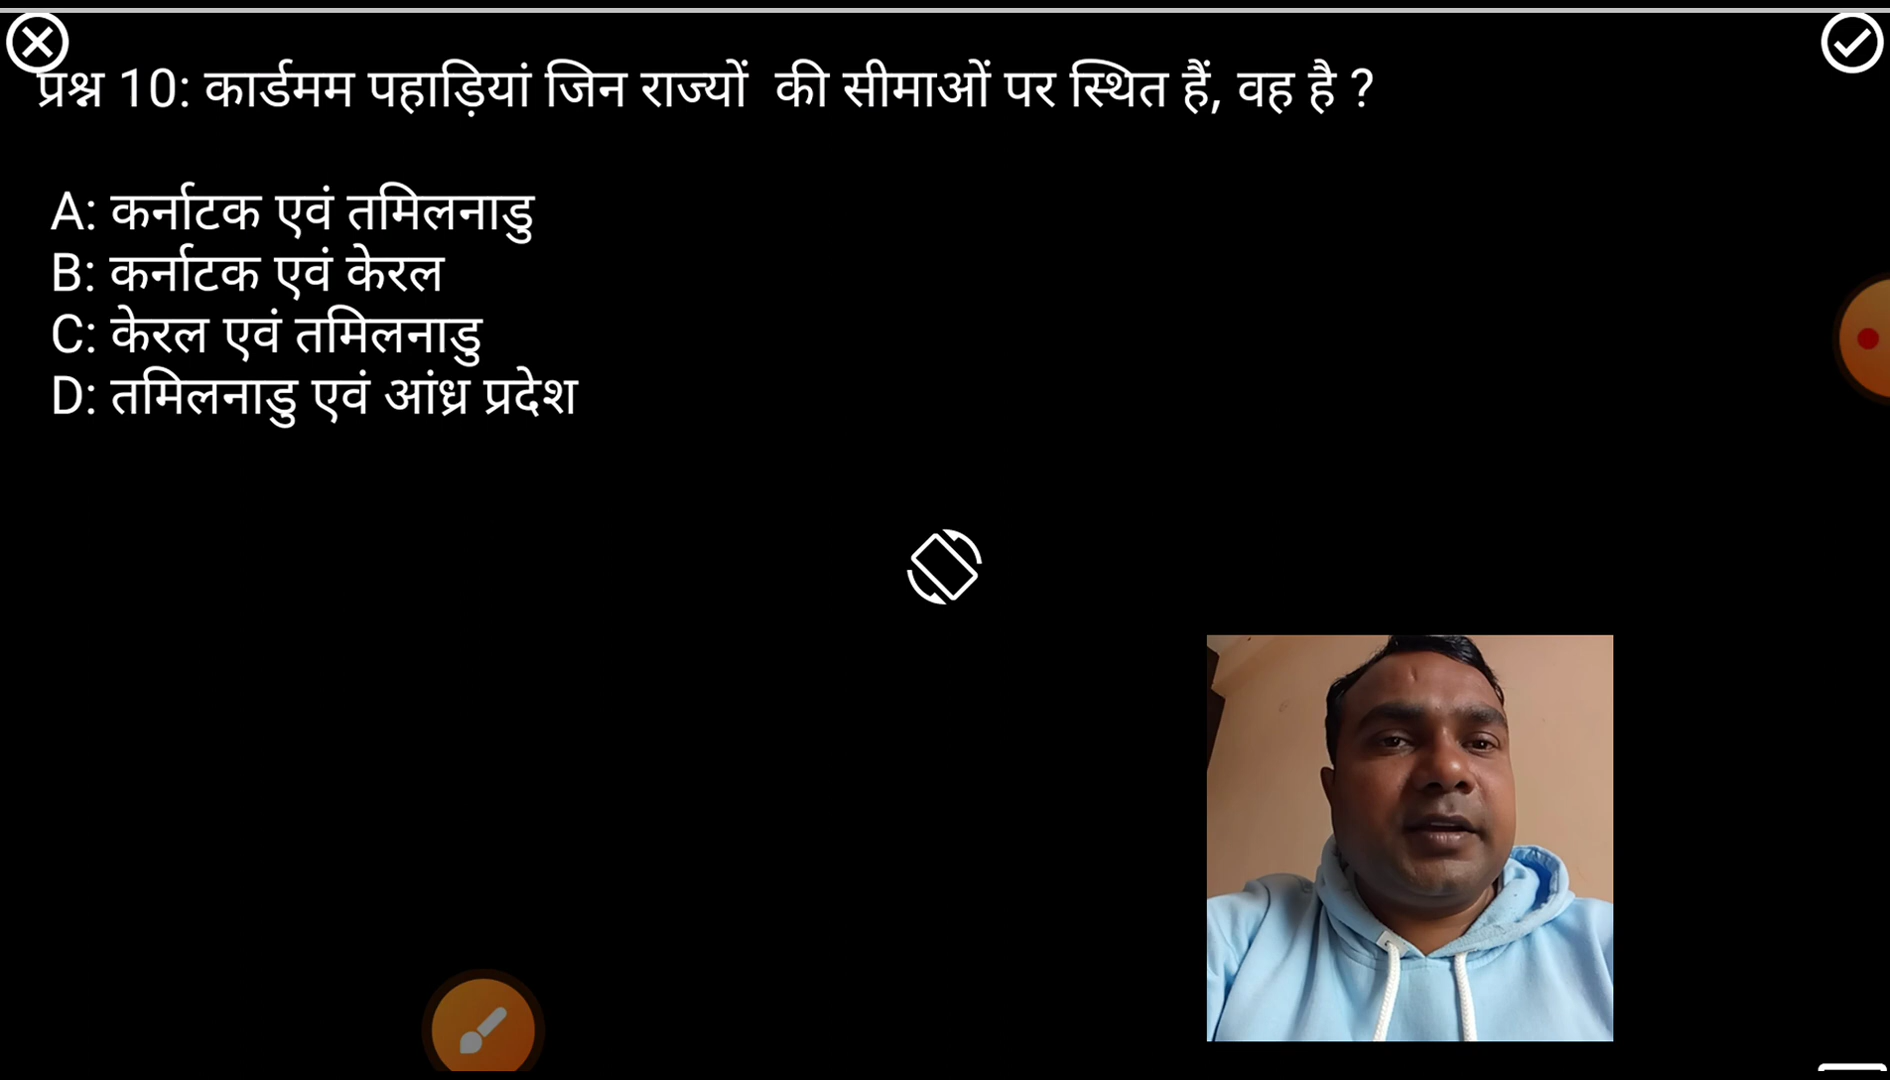 प्रश्न 10: कार्डमम पहाड़ियां जिन राज्यों की सीमाओं पर स्थित हैं, वह है ?
A: कर्नाटक एवं तमिलनाडु
B: कर्नाटक एवं केरल
C: केरल एवं तमिलनाडु
D: तमिलनाडु एवं आंध्र प्रदेश